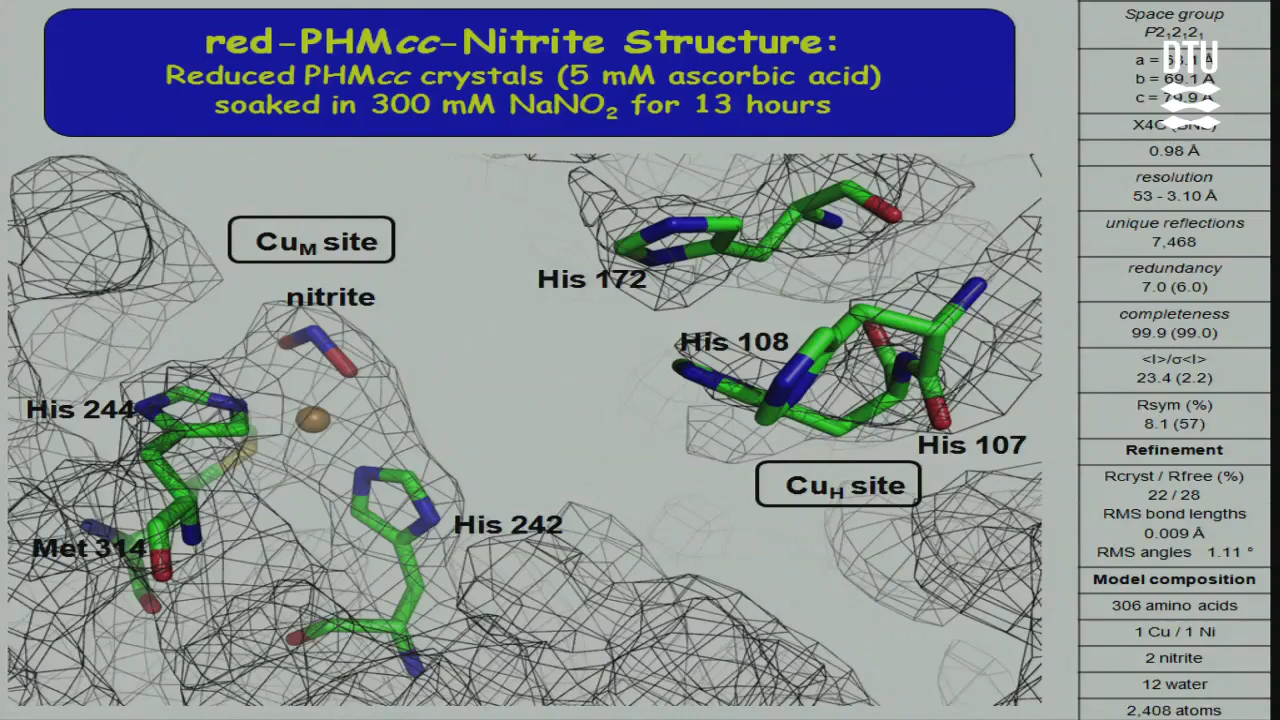 red-PHMcc-Nitrite Structure:
Reduced PHMcc crystals (5 mM ascorbic acid)
soaked in 300 mM NaNO₂ for 13 hours
Cu_M site
nitrite
His 244
Met 314
His 242
His 172
His 108
His 107
Cu_H site
DTU
Space group
P2₁2₁2₁
b = 69.1 Å
X4C
0.98 Å
resolution
53 - 3.10 Å
unique reflections
7,468
redundancy
7.0 (6.0)
completeness
99.9 (99.0)
<I>/σ<I>
23.4 (2.2)
Rsym (%)
8.1 (57)
Refinement
Rcryst / Rfree (%)
22 / 28
RMS bond lengths
0.009 Å
RMS angles 1.11 °
Model composition
306 amino acids
1 Cu / 1 Ni
2 nitrite
12 water
2,408 atoms